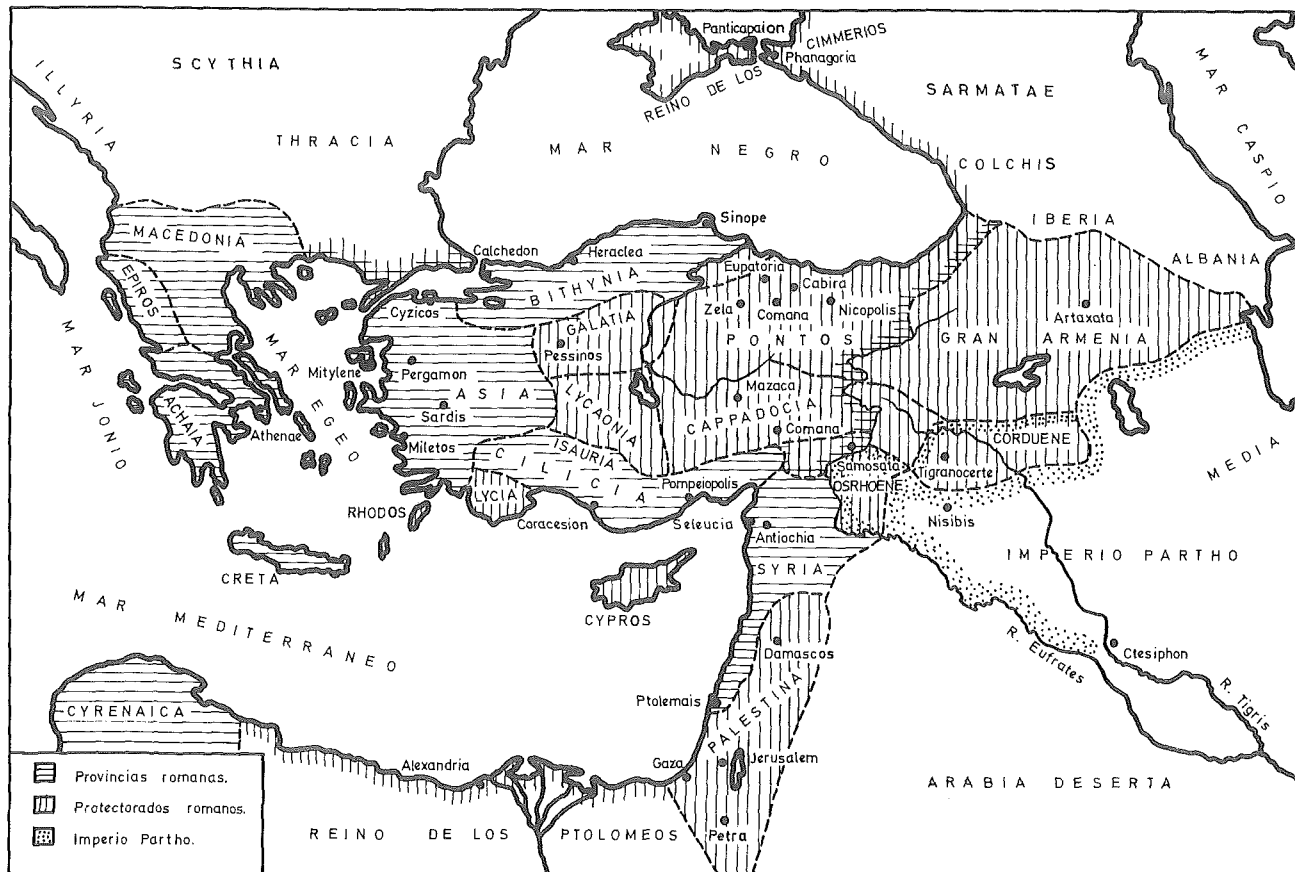 Panticapaion
CIMMERIOS
Phanagoria
REINO DE LOS
ILLYRIA
SCYTHIA
SARMATAE
MAR CASPIO
THRACIA
MAR NEGRO
COLCHIS
IBERIA
ALBANIA
MACEDONIA
Sinope
Calchedon
Heraclea
BITHYNIA
EPIROS
Eupatoria
Cabira
Cyzicos
GALATIA
Zela
Comana
Nicopolis
Artaxata
GRAN ARMENIA
MAR JONIO
MAR EGEO
Mitylene
Pergamon
Pessinos
PONTOS
ASIA
LYCAONIA
Mazaca
CAPPADOCIA
ACHAIA
Athenae
Sardis
Comana
Miletos
ISAURIA
CILICIA
CORDUENE
MEDIA
Samosata
Tigranocerte
OSRHOENE
Pompeiopolis
LYCIA
RHODOS
Coracesion
Seleucia
Antiochia
Nisibis
SYRIA
IMPERIO PARTHO
CRETA
CYPROS
MAR MEDITERRANEO
Damascos
R. Eufrates
Ctesiphon
R. Tigris
Ptolemais
PALESTINA
CYRENAICA
Alexandria
Gaza
Jerusalem
ARABIA DESERTA
Petra
REINO DE LOS PTOLOMEOS
Provincias romanas.
Protectorados romanos.
Imperio Partho.